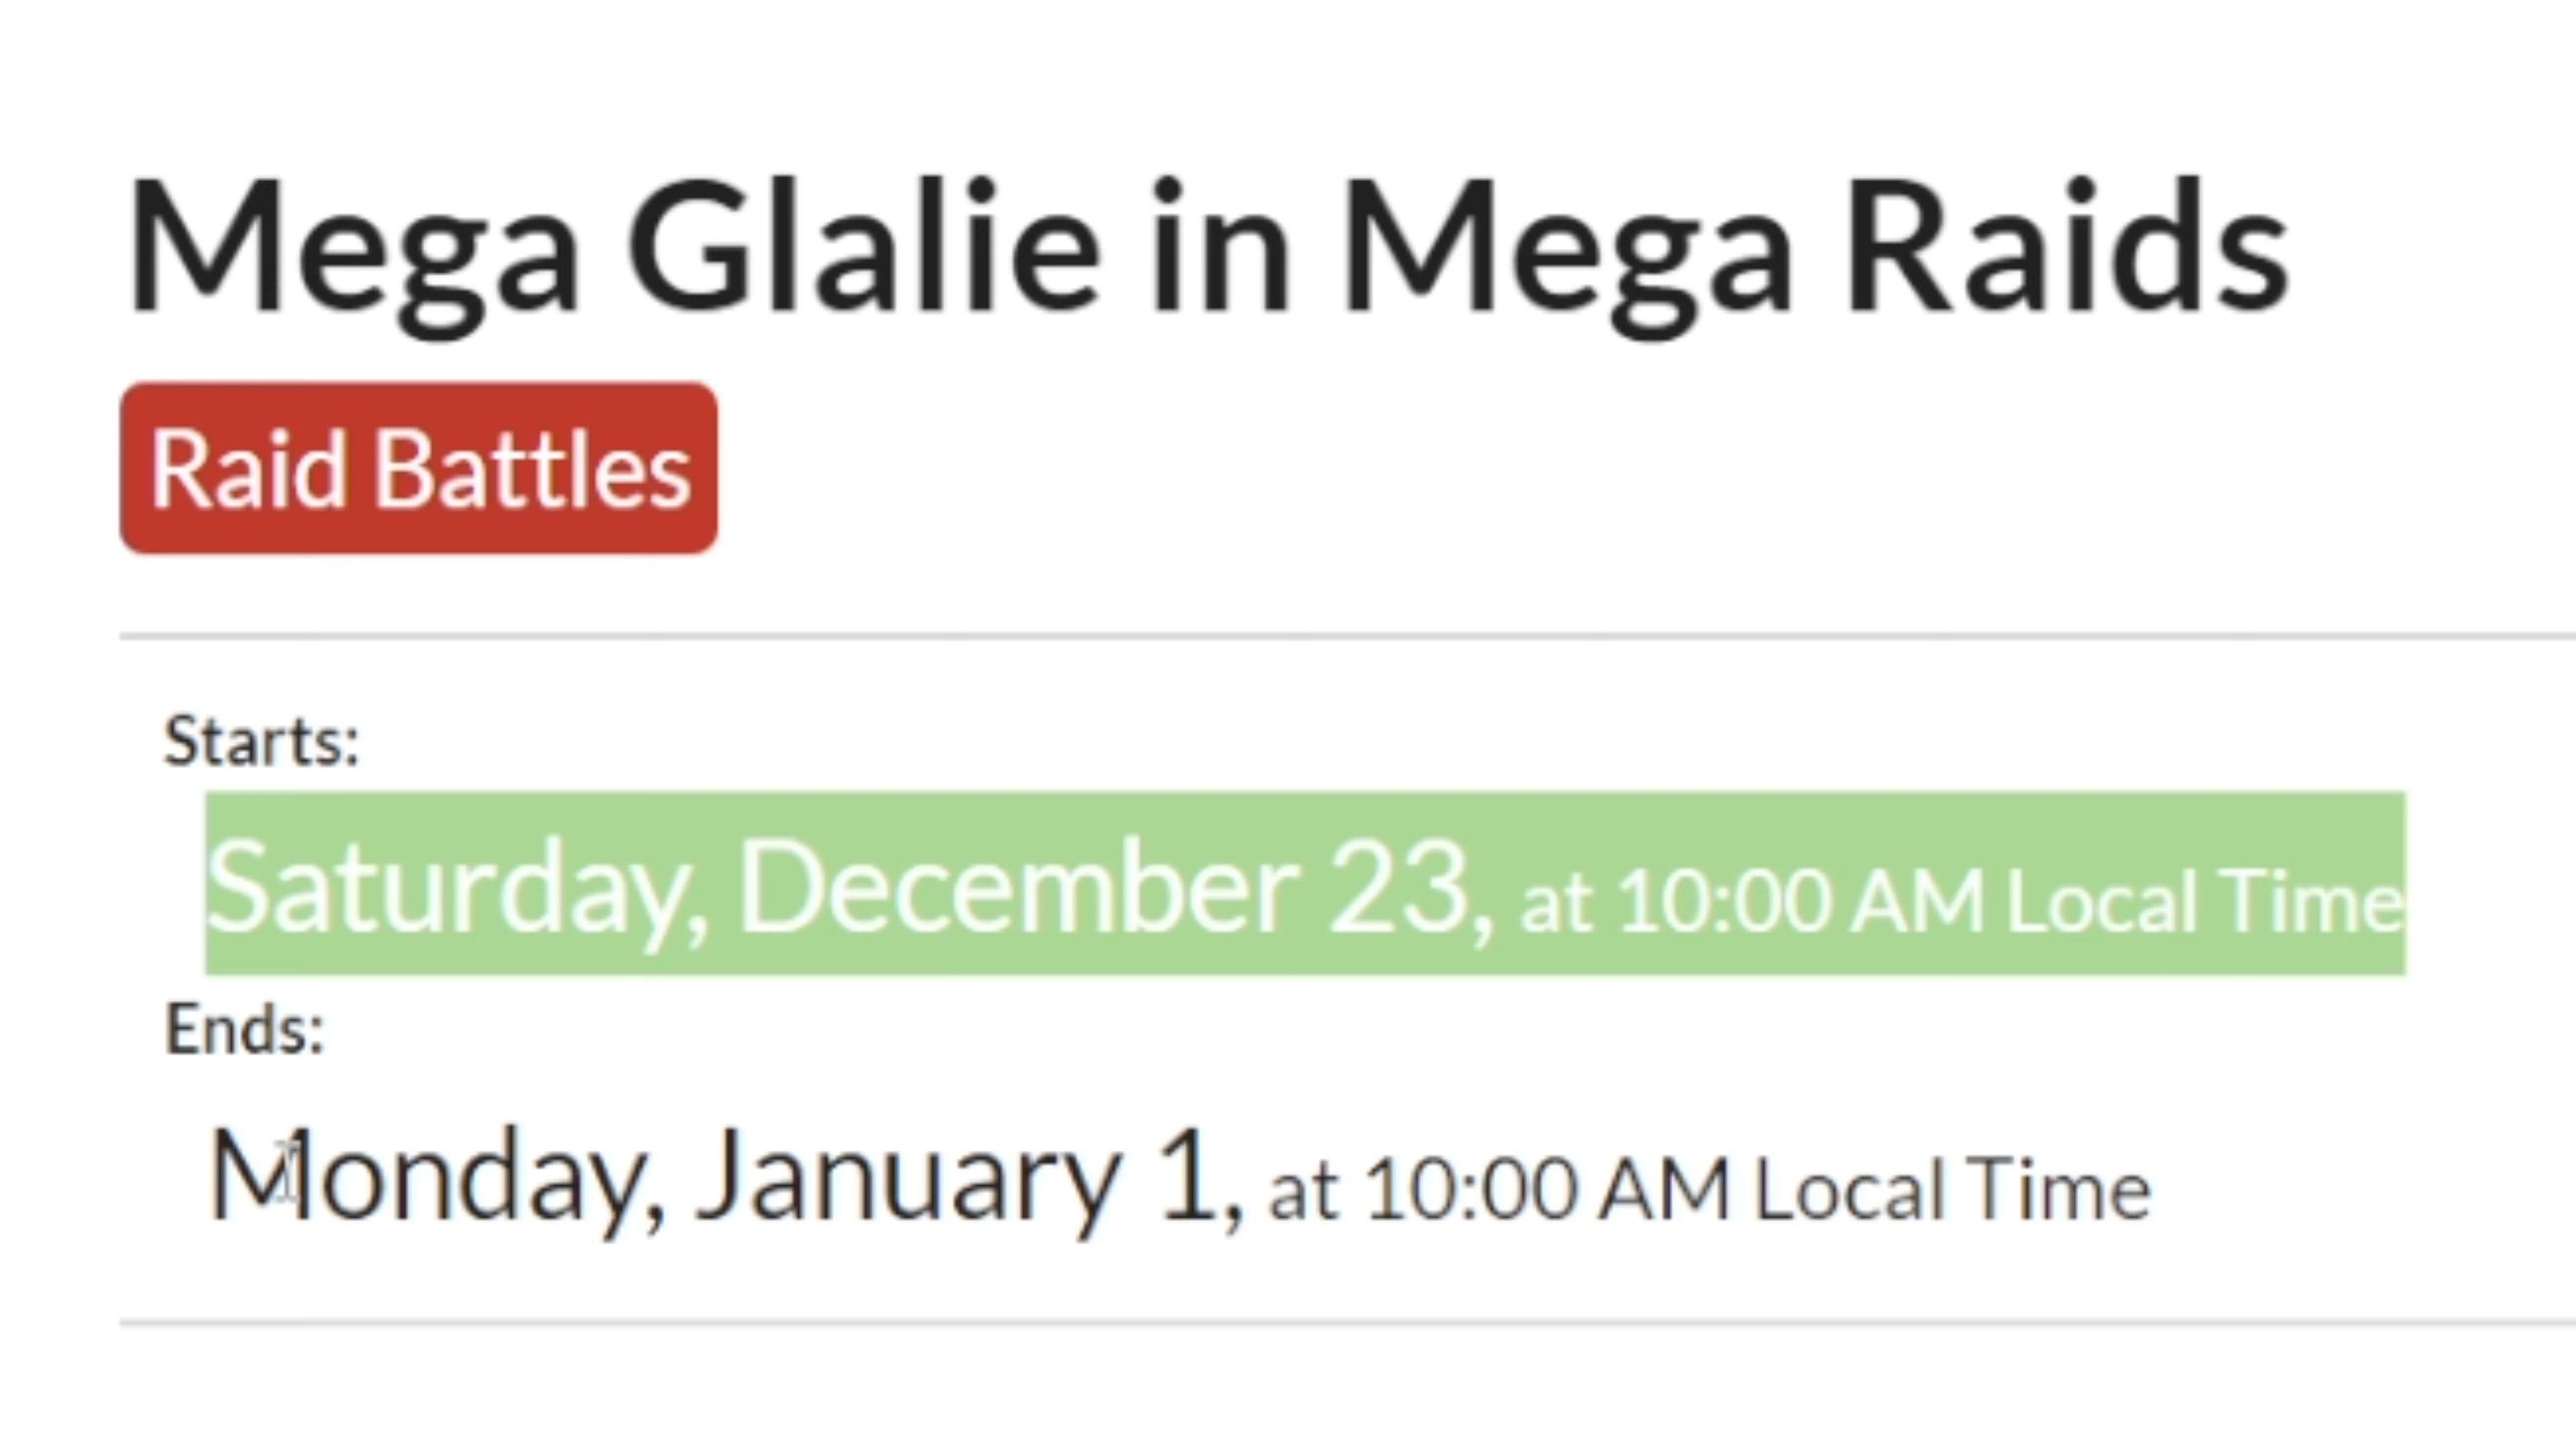 Mega Glalie in Mega Raids
Raid Battles
Starts:
Saturday, December 23, at 10:00 AM Local Time
Ends:
Monday, January 1, at 10:00 AM Local Time